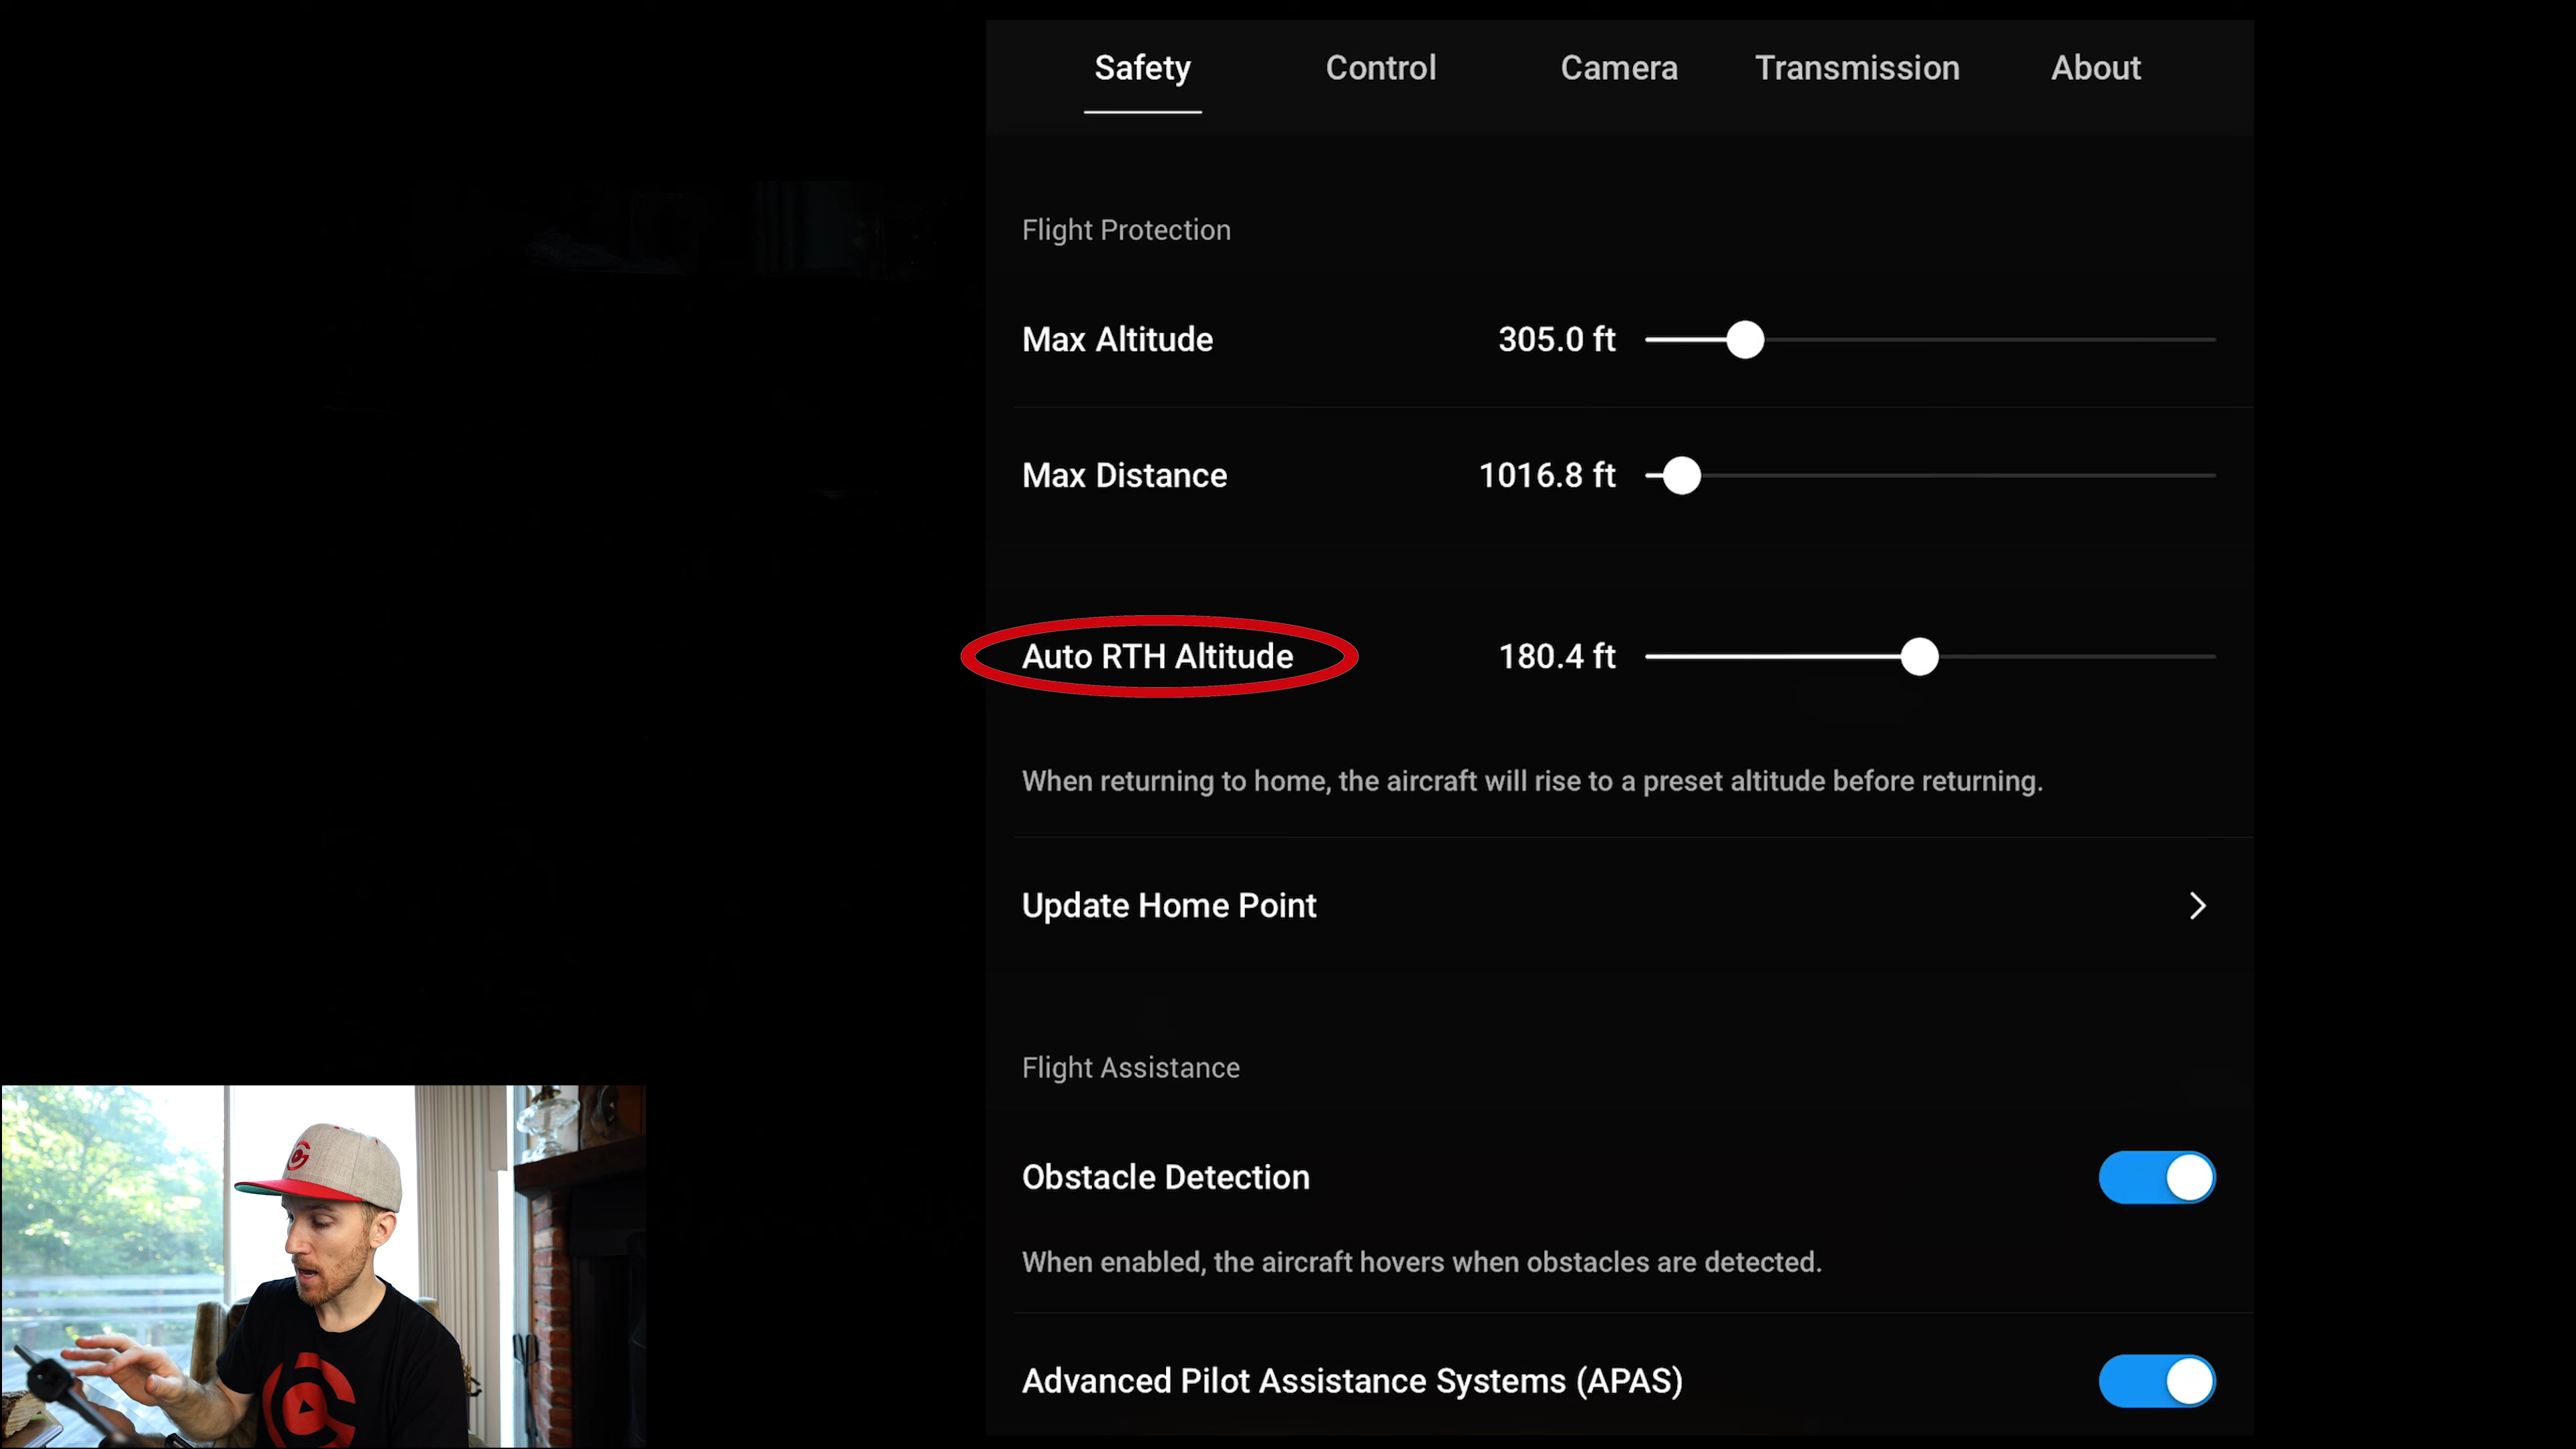 Safety Control Camera Transmission About
Flight Protection
Max Altitude 305.0 ft
Max Distance 1016.8 ft
Auto RTH Altitude 180.4 ft
When returning to home, the aircraft will rise to a preset altitude before returning.
Update Home Point
Flight Assistance
Obstacle Detection
When enabled, the aircraft hovers when obstacles are detected.
Advanced Pilot Assistance Systems (APAS)